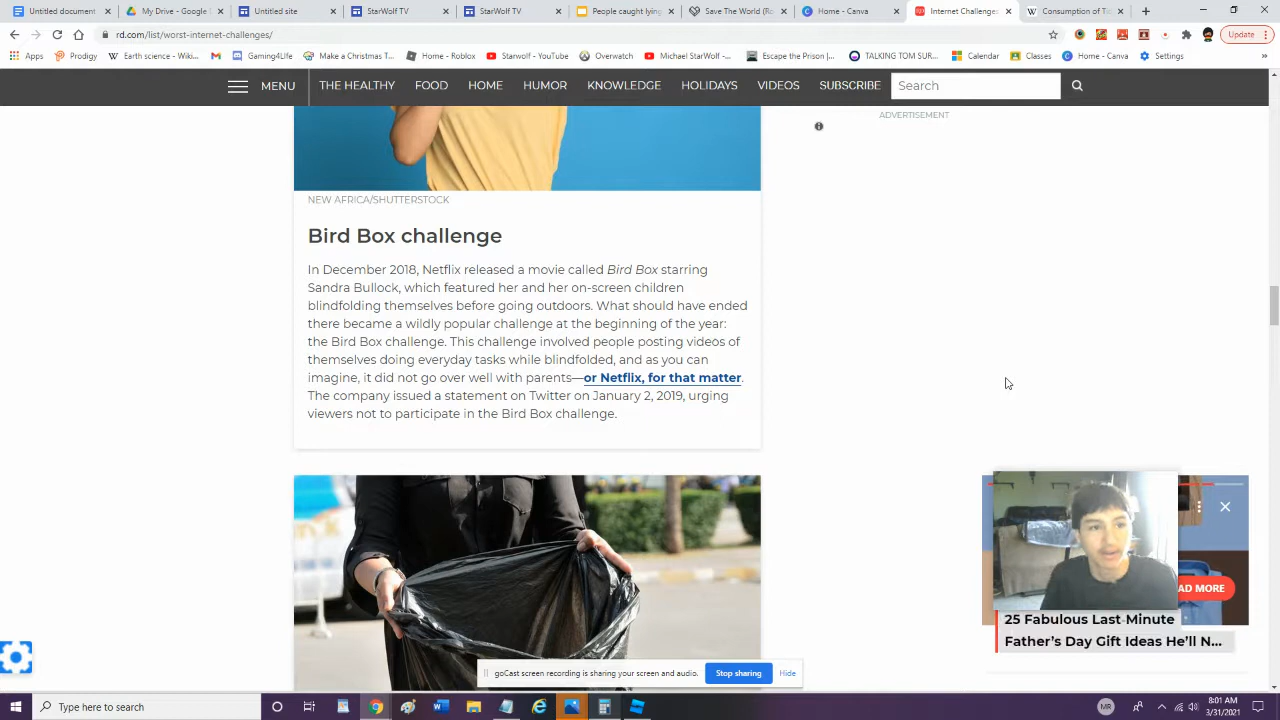 Untitled document
My Drive - Google
Untitled site
StarWolf TV
StarWolf TV
People caught lying
Save The World (R
Home - Canva
Internet Challenge
Consumption of Ti
rd.com/list/worst-internet-challenges/
Update
Apps
Prodigy
Earth science - Wiki...
Gaming4Life
Make a Christmas T...
Home - Roblox
Starwolf - YouTube
Overwatch
Michael StarWolf -...
Escape the Prison |...
TALKING TOM SUR...
Calendar
Classes
Home - Canva
Settings
»
MENU
THE HEALTHY
FOOD
HOME
HUMOR
KNOWLEDGE
HOLIDAYS
VIDEOS
SUBSCRIBE
Search
ADVERTISEMENT
NEW AFRICA/SHUTTERSTOCK
Bird Box challenge
In December 2018, Netflix released a movie called Bird Box starring
Sandra Bullock, which featured her and her on-screen children
blindfolding themselves before going outdoors. What should have ended
there became a wildly popular challenge at the beginning of the year:
the Bird Box challenge. This challenge involved people posting videos of
themselves doing everyday tasks while blindfolded, and as you can
imagine, it did not go over well with parents—or Netflix, for that matter.
The company issued a statement on Twitter on January 2, 2019, urging
viewers not to participate in the Bird Box challenge.
AD MORE
25 Fabulous Last-Minute
Father's Day Gift Ideas He'll N...
goCast screen recording is sharing your screen and audio.
Stop sharing
Hide
Type here to search
MR
8:01 AM
3/31/2021